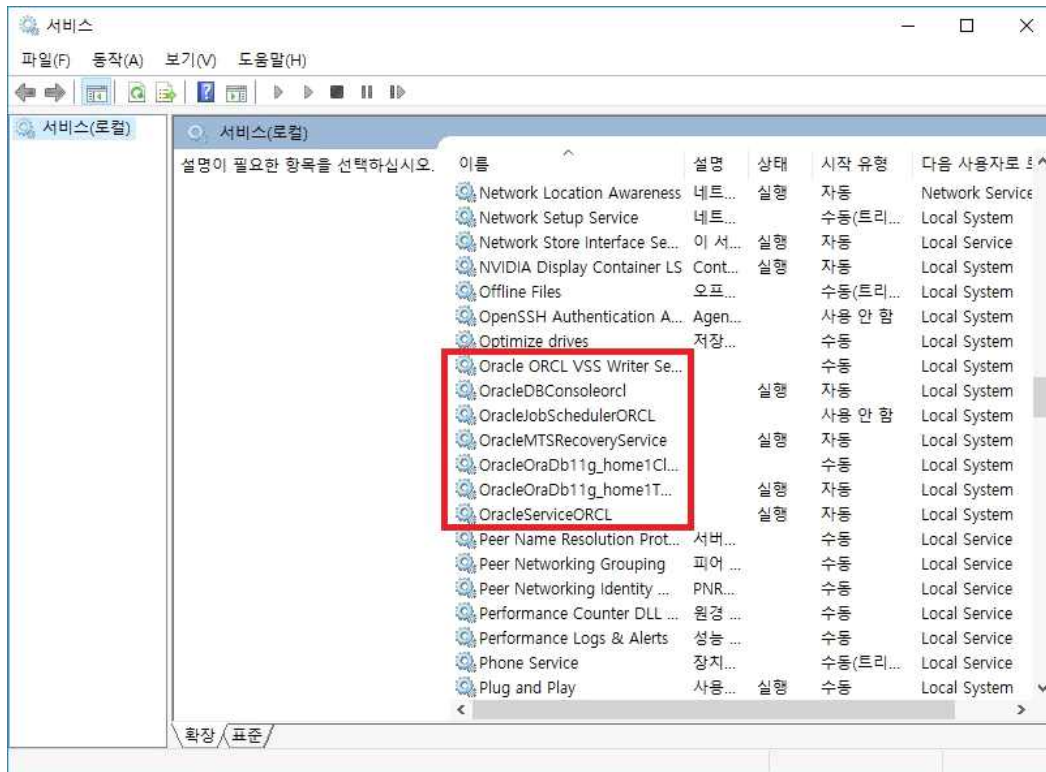 서비스
파일(F) 동작(A) 보기(V) 도움말(H)
서비스(로컬)
서비스(로컬)
설명이 필요한 항목을 선택하십시오.
이름 설명 상태 시작 유형 다음 사용자로
Network Location Awareness 네트... 실행 자동 Network Service
Network Setup Service 네트... 수동(트리... Local System
Network Store Interface Se... 이 서... 실행 자동 Local Service
NVIDIA Display Container LS Cont... 실행 자동 Local System
Offline Files 오프... 수동(트리... Local System
OpenSSH Authentication A... Agen... 사용 안 함 Local System
Optimize drives 저장... 수동 Local System
Oracle ORCL VSS Writer Se... 수동 Local System
OracleDBConsoleorcl 실행 자동 Local System
OracleJobSchedulerORCL 사용 안 함 Local System
OracleMTSRecoveryService 실행 자동 Local System
OracleOraDb11g_home1Cl... 수동 Local System
OracleOraDb11g_home1T... 실행 자동 Local System
OracleServiceORCL 실행 자동 Local System
Peer Name Resolution Prot... 서버... 수동 Local Service
Peer Networking Grouping 피어 ... 수동 Local Service
Peer Networking Identity ... PNR... 수동 Local Service
Performance Counter DLL ... 원경 ... 수동 Local Service
Performance Logs & Alerts 성능 ... 수동 Local Service
Phone Service 장치... 수동(트리... Local Service
Plug and Play 사용... 실행 수동 Local System
확장 표준